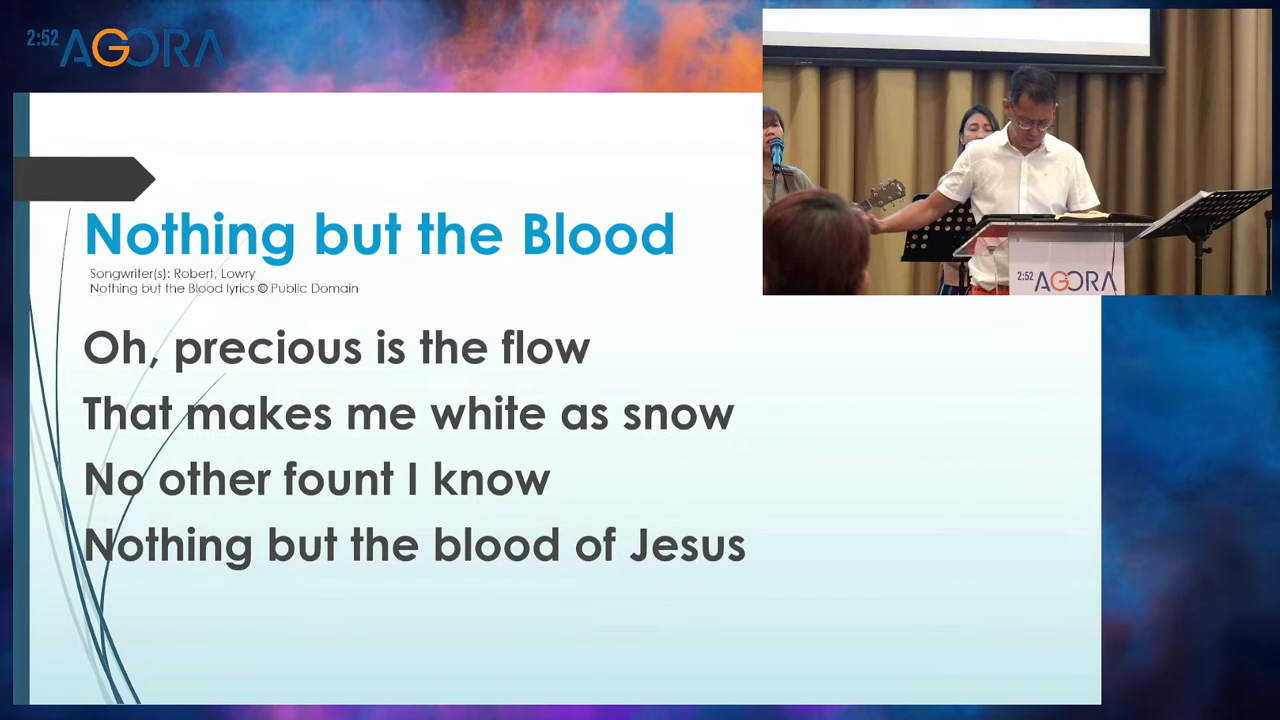 2:52 AGORA
Nothing but the Blood
Songwriter(s): Robert, Lowry
Nothing but the Blood lyrics © Public Domain
Oh, precious is the flow
That makes me white as snow
No other fount I know
Nothing but the blood of Jesus
2:52 AGORA